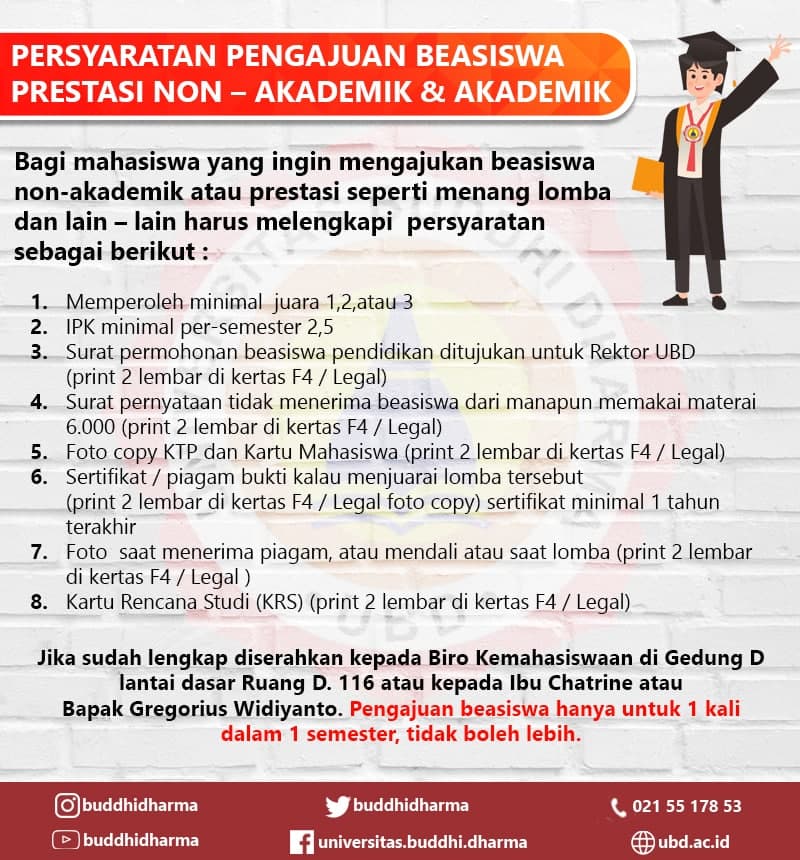 PERSYARATAN PENGAJUAN BEASISWA
PRESTASI NON – AKADEMIK & AKADEMIK
Bagi mahasiswa yang ingin mengajukan beasiswa
non-akademik atau prestasi seperti menang lomba
dan lain – lain harus melengkapi persyaratan
sebagai berikut :
1. Memperoleh minimal juara 1,2,atau 3
2. IPK minimal per-semester 2,5
3. Surat permohonan beasiswa pendidikan ditujukan untuk Rektor UBD
(print 2 lembar di kertas F4 / Legal)
4. Surat pernyataan tidak menerima beasiswa dari manapun memakai materai
6.000 (print 2 lembar di kertas F4 / Legal)
5. Foto copy KTP dan Kartu Mahasiswa (print 2 lembar di kertas F4 / Legal)
6. Sertifikat / piagam bukti kalau menjuarai lomba tersebut
(print 2 lembar di kertas F4 / Legal foto copy) sertifikat minimal 1 tahun
terakhir
7. Foto saat menerima piagam, atau mendali atau saat lomba (print 2 lembar
di kertas F4 / Legal )
8. Kartu Rencana Studi (KRS) (print 2 lembar di kertas F4 / Legal)
Jika sudah lengkap diserahkan kepada Biro Kemahasiswaan di Gedung D
lantai dasar Ruang D. 116 atau kepada Ibu Chatrine atau
Bapak Gregorius Widiyanto. Pengajuan beasiswa hanya untuk 1 kali
dalam 1 semester, tidak boleh lebih.
buddhidharma
buddhidharma
021 55 178 53
buddhidharma
universitas.buddhi.dharma
ubd.ac.id